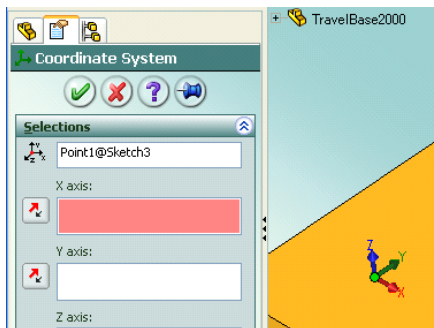 TravelBase2000
Coordinate System
Selections
Y
Z X
Point1@Sketch3
X axis:
Y axis:
Z axis:
Z
Y
X